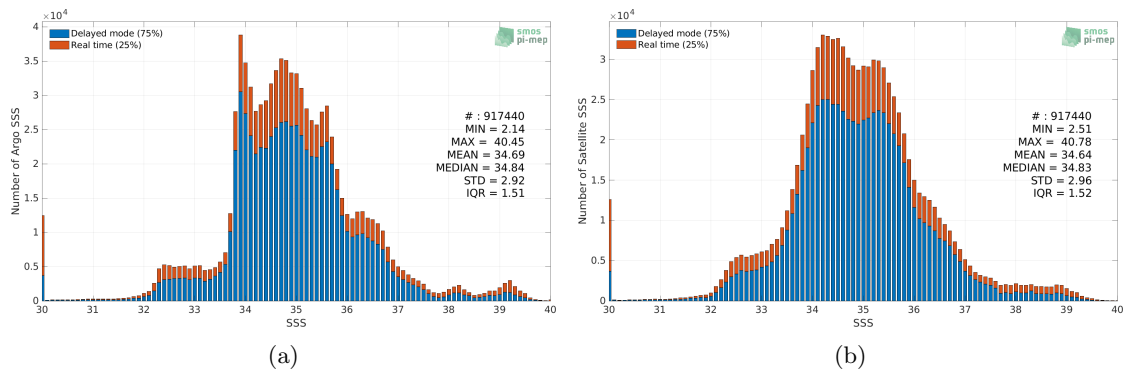 ×10⁴
Delayed mode (75%)
Real time (25%)
smos
pi-mep
# : 917440
MIN = 2.14
MAX = 40.45
MEAN = 34.69
MEDIAN = 34.84
STD = 2.92
IQR = 1.51
Number of Argo SSS
4
3.5
3
2.5
2
1.5
1
0.5
0
30 31 32 33 34 35 36 37 38 39 40
SSS
(a)
×10⁴
Delayed mode (75%)
Real time (25%)
smos
pi-mep
# : 917440
MIN = 2.51
MAX = 40.78
MEAN = 34.64
MEDIAN = 34.83
STD = 2.96
IQR = 1.52
Number of Satellite SSS
3
2.5
2
1.5
1
0.5
0
30 31 32 33 34 35 36 37 38 39 40
SSS
(b)